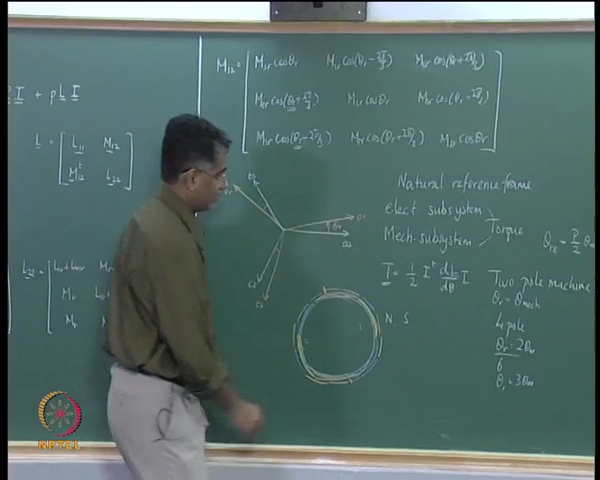 I + pL I
L = [ L11 M12
M12^t L22 ]
M12 = [ Msr cosθr Msr cos(θr - 2π/3) Msr cos(θr + 2π/3)
Msr cos(θr + 2π/3) Msr cosθr Msr cos(θr - 2π/3)
Msr cos(θr - 2π/3) Msr cos(θr + 2π/3) Msr cosθr ]
Natural reference frame
elect subsystem
Mech. subsystem
Torque
θre = P/2 θm
T = 1/2 I^t dL/dθ I
Two pole machine
θr = θmech
4 pole
θr = 2θm
6
θr = 3θm
N S
L22 =
NPTEL